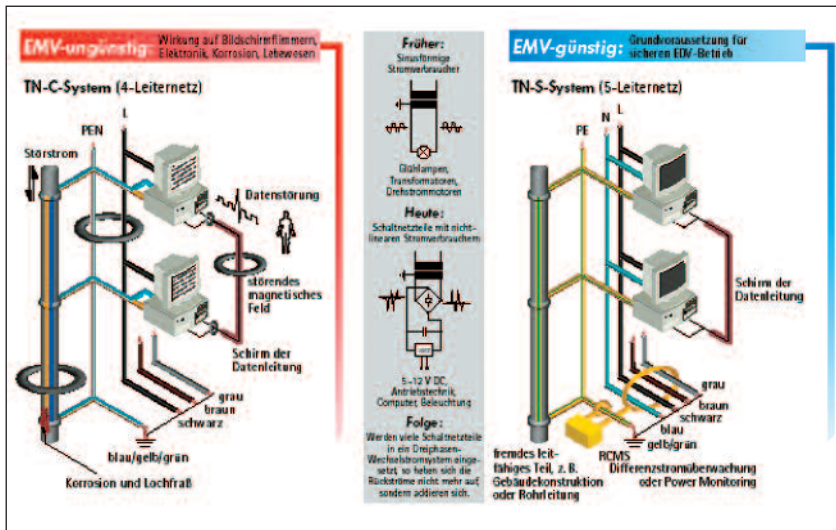 EMV-ungünstig:
Wirkung auf Bildschirmflimmern,
Elektronik, Korrosion, Lebewesen
TN-C-System (4-Leiternetz)
L
PEN
Störstrom
Datenstörung
störendes
magnetisches
Feld
Schirm der
Datenleitung
grau
braun
schwarz
blau/gelb/grün
Korrosion und Lochfraß
Früher:
Sinusförmige
Stromverbraucher
Glühlampen,
Transformatoren,
Drehstrommotoren
Heute:
Schaltnetzteile mit nicht-
linearen Stromverbrauchern
5–12 V DC,
Antriebstechnik,
Computer, Beleuchtung
Folge:
Werden viele Schaltnetzteile
in ein Dreiphasen-
Wechselstromsystem einge-
setzt, so heben sich die
Rückströme nicht mehr auf,
sondern addieren sich.
EMV-günstig:
Grundvoraussetzung für
sicheren EDV-Betrieb
TN-S-System (5-Leiternetz)
L
N
PE
Schirm der
Datenleitung
grau
braun
schwarz
blau
gelb/grün
fremdes leit-
fähiges Teil, z. B.
Gebäudekonstruktion
oder Rohrleitung
RCMS
Differenzstromüberwachung
oder Power Monitoring